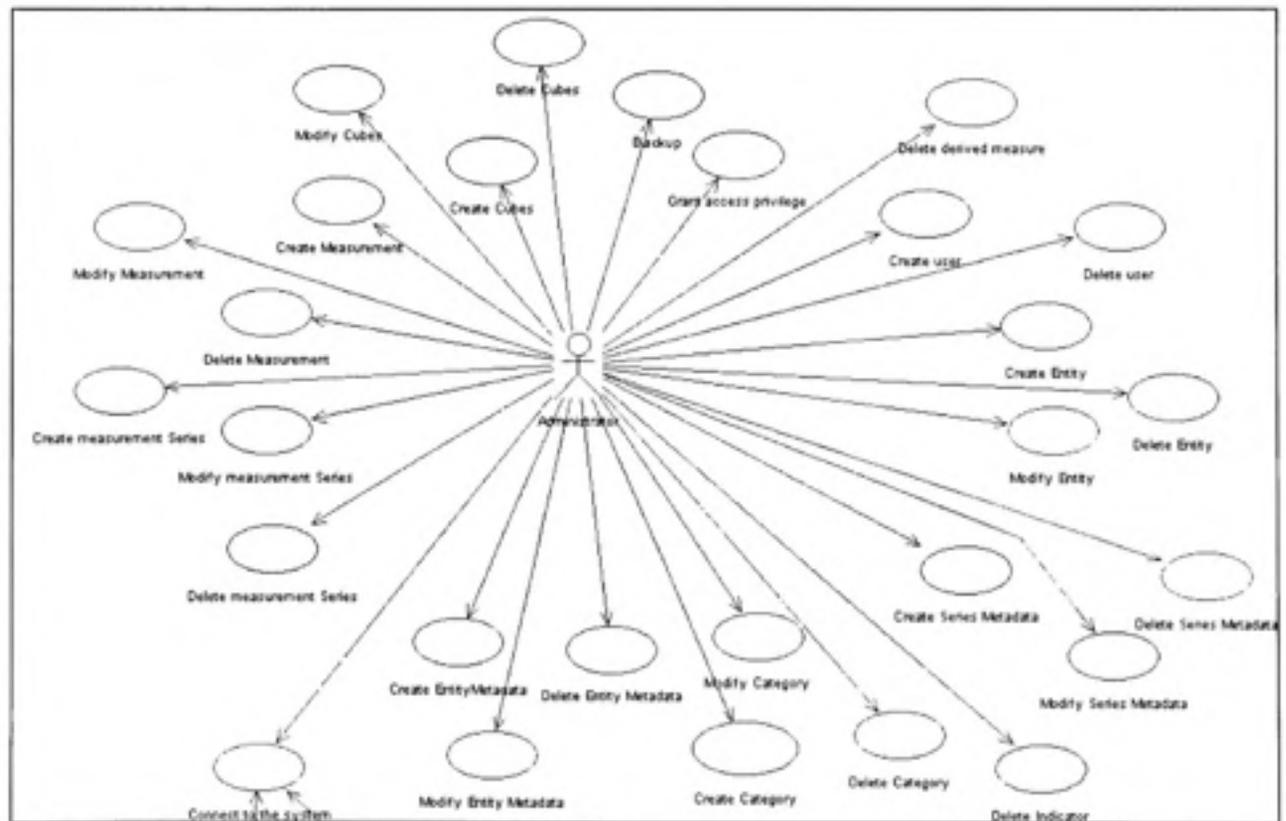 Delete Cubes
Modify Cubes
Backup
Delete derived measure
Create Cubes
Grant access privilege
Create Measurement
Create user
Modify Measurement
Delete user
Delete Measurement
Create Entity
Administrator
Create measurement Series
Delete Entity
Modify measurement Series
Modify Entity
Delete measurement Series
Create Series Metadata
Delete Series Metadata
Create EntityMetadata
Delete Entity Metadata
Modify Category
Modify Series Metadata
Connect to the system
Modify Entity Metadata
Create Category
Delete Category
Delete Indicator